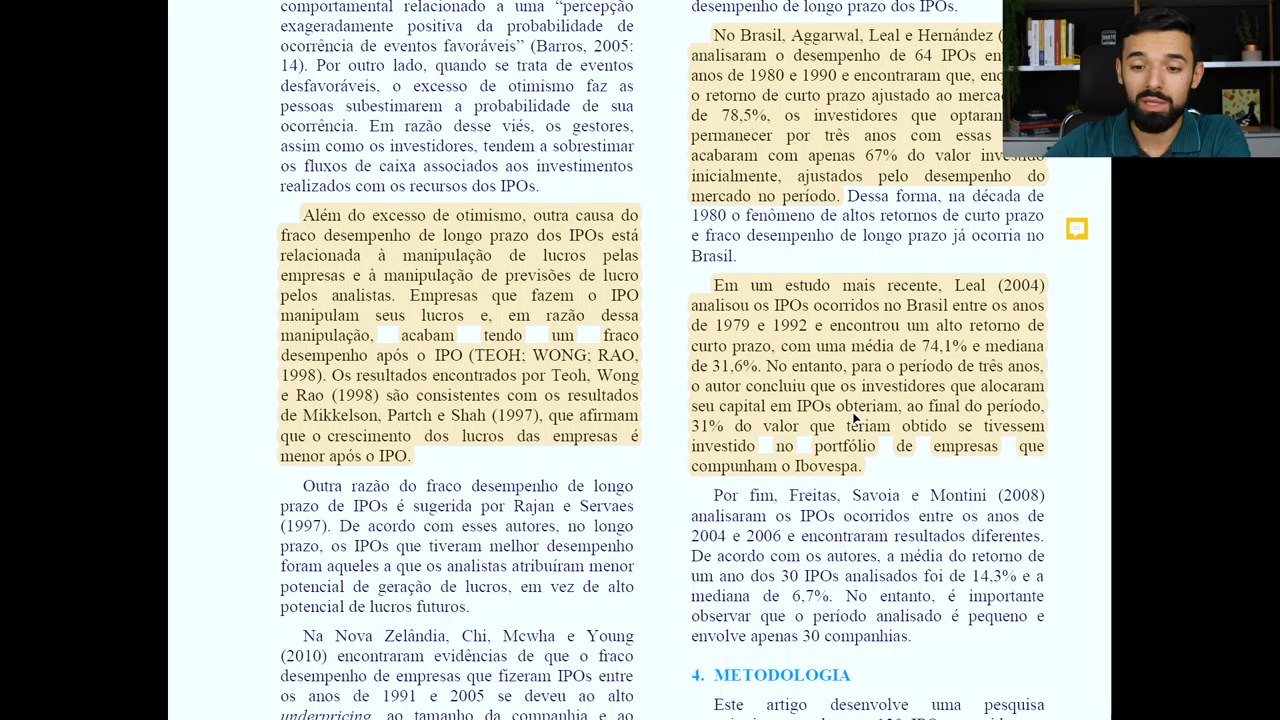 comportamental relacionado a uma “percepção
exageradamente positiva da probabilidade de
ocorrência de eventos favoráveis” (Barros, 2005:
14). Por outro lado, quando se trata de eventos
desfavoráveis, o excesso de otimismo faz as
pessoas subestimarem a probabilidade de sua
ocorrência. Em razão desse viés, os gestores,
assim como os investidores, tendem a sobrestimar
os fluxos de caixa associados aos investimentos
realizados com os recursos dos IPOs.
Além do excesso de otimismo, outra causa do
fraco desempenho de longo prazo dos IPOs está
relacionada à manipulação de lucros pelas
empresas e à manipulação de previsões de lucro
pelos analistas. Empresas que fazem o IPO
manipulam seus lucros e, em razão dessa
manipulação, acabam tendo um fraco
desempenho após o IPO (TEOH; WONG; RAO,
1998). Os resultados encontrados por Teoh, Wong
e Rao (1998) são consistentes com os resultados
de Mikkelson, Partch e Shah (1997), que afirmam
que o crescimento dos lucros das empresas é
menor após o IPO.
Outra razão do fraco desempenho de longo
prazo de IPOs é sugerida por Rajan e Servaes
(1997). De acordo com esses autores, no longo
prazo, os IPOs que tiveram melhor desempenho
foram aqueles a que os analistas atribuíram menor
potencial de geração de lucros, em vez de alto
potencial de lucros futuros.
Na Nova Zelândia, Chi, Mcwha e Young
(2010) encontraram evidências de que o fraco
desempenho de empresas que fizeram IPOs entre
os anos de 1991 e 2005 se deveu ao alto
underpricing, ao tamanho da companhia e ao
desempenho de longo prazo dos IPOs.
No Brasil, Aggarwal, Leal e Hernández (
analisaram o desempenho de 64 IPOs
anos de 1980 e 1990 e encontraram que,
o retorno de curto prazo ajustado ao
de 78,5%, os investidores que
permanecer por três anos com essas
acabaram com apenas 67% do valor investido
inicialmente, ajustados pelo desempenho do
mercado no período. Dessa forma, na década de
1980 o fenômeno de altos retornos de curto prazo
e fraco desempenho de longo prazo já ocorria no
Brasil.
Em um estudo mais recente, Leal (2004)
analisou os IPOs ocorridos no Brasil entre os anos
de 1979 e 1992 e encontrou um alto retorno de
curto prazo, com uma média de 74,1% e mediana
de 31,6%. No entanto, para o período de três anos,
o autor concluiu que os investidores que alocaram
seu capital em IPOs obteriam, ao final do período,
31% do valor que teriam obtido se tivessem
investido no portfólio de empresas que
compunham o Ibovespa.
Por fim, Freitas, Savoia e Montini (2008)
analisaram os IPOs ocorridos entre os anos de
2004 e 2006 e encontraram resultados diferentes.
De acordo com os autores, a média do retorno de
um ano dos 30 IPOs analisados foi de 14,3% e a
mediana de 6,7%. No entanto, é importante
observar que o período analisado é pequeno e
envolve apenas 30 companhias.
4. METODOLOGIA
Este artigo desenvolve uma pesquisa